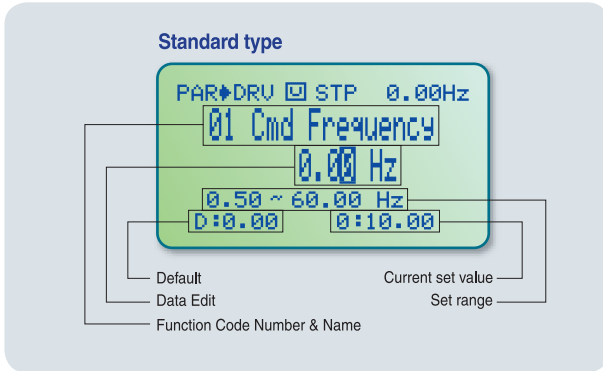 Standard type
PAR➧DRV U STP 0.00Hz
01 Cmd Frequency
0.00 Hz
0.50 ~ 60.00 Hz
D:0.00 0:10.00
Default Current set value
Data Edit Set range
Function Code Number & Name